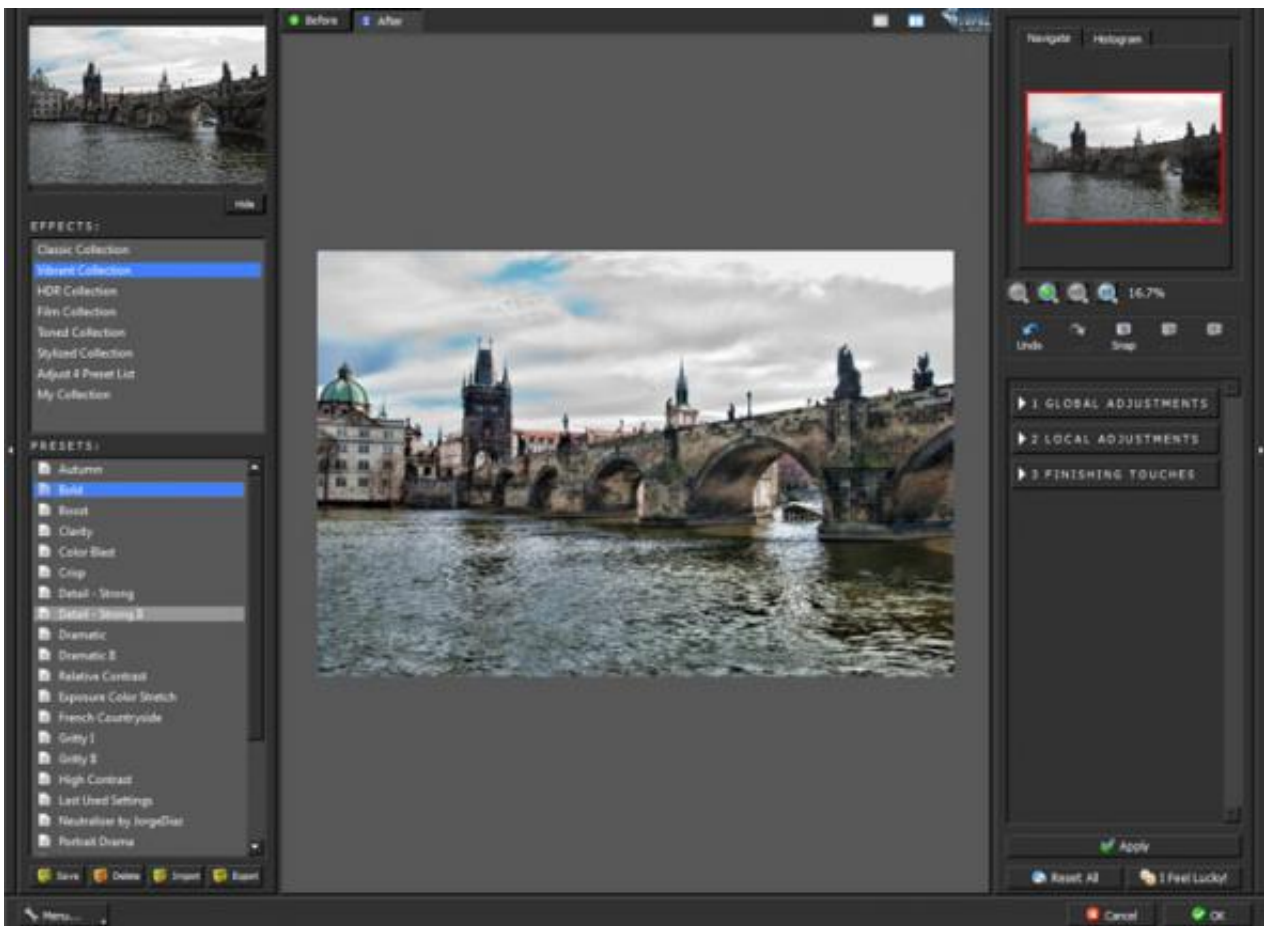 Before
After
Navigate
Histogram
Hide
EFFECTS:
Classic Collection
Vibrant Collection
HDR Collection
Film Collection
Toned Collection
Stylized Collection
Adjust 4 Preset List
My Collection
PRESETS:
Autumn
Bold
Boost
Clarity
Color Blast
Crisp
Detail - Strong
Detail - Strong II
Dramatic
Dramatic II
Relative Contrast
Exposure Color Stretch
French Countryside
Gritty I
Gritty II
High Contrast
Last Used Settings
Neutralizer by JorgeDiaz
Portrait Drama
Save
Delete
Import
Export
Menu...
16.7%
Undo
Snap
1 GLOBAL ADJUSTMENTS
2 LOCAL ADJUSTMENTS
3 FINISHING TOUCHES
Apply
Reset All
I Feel Lucky!
Cancel
OK